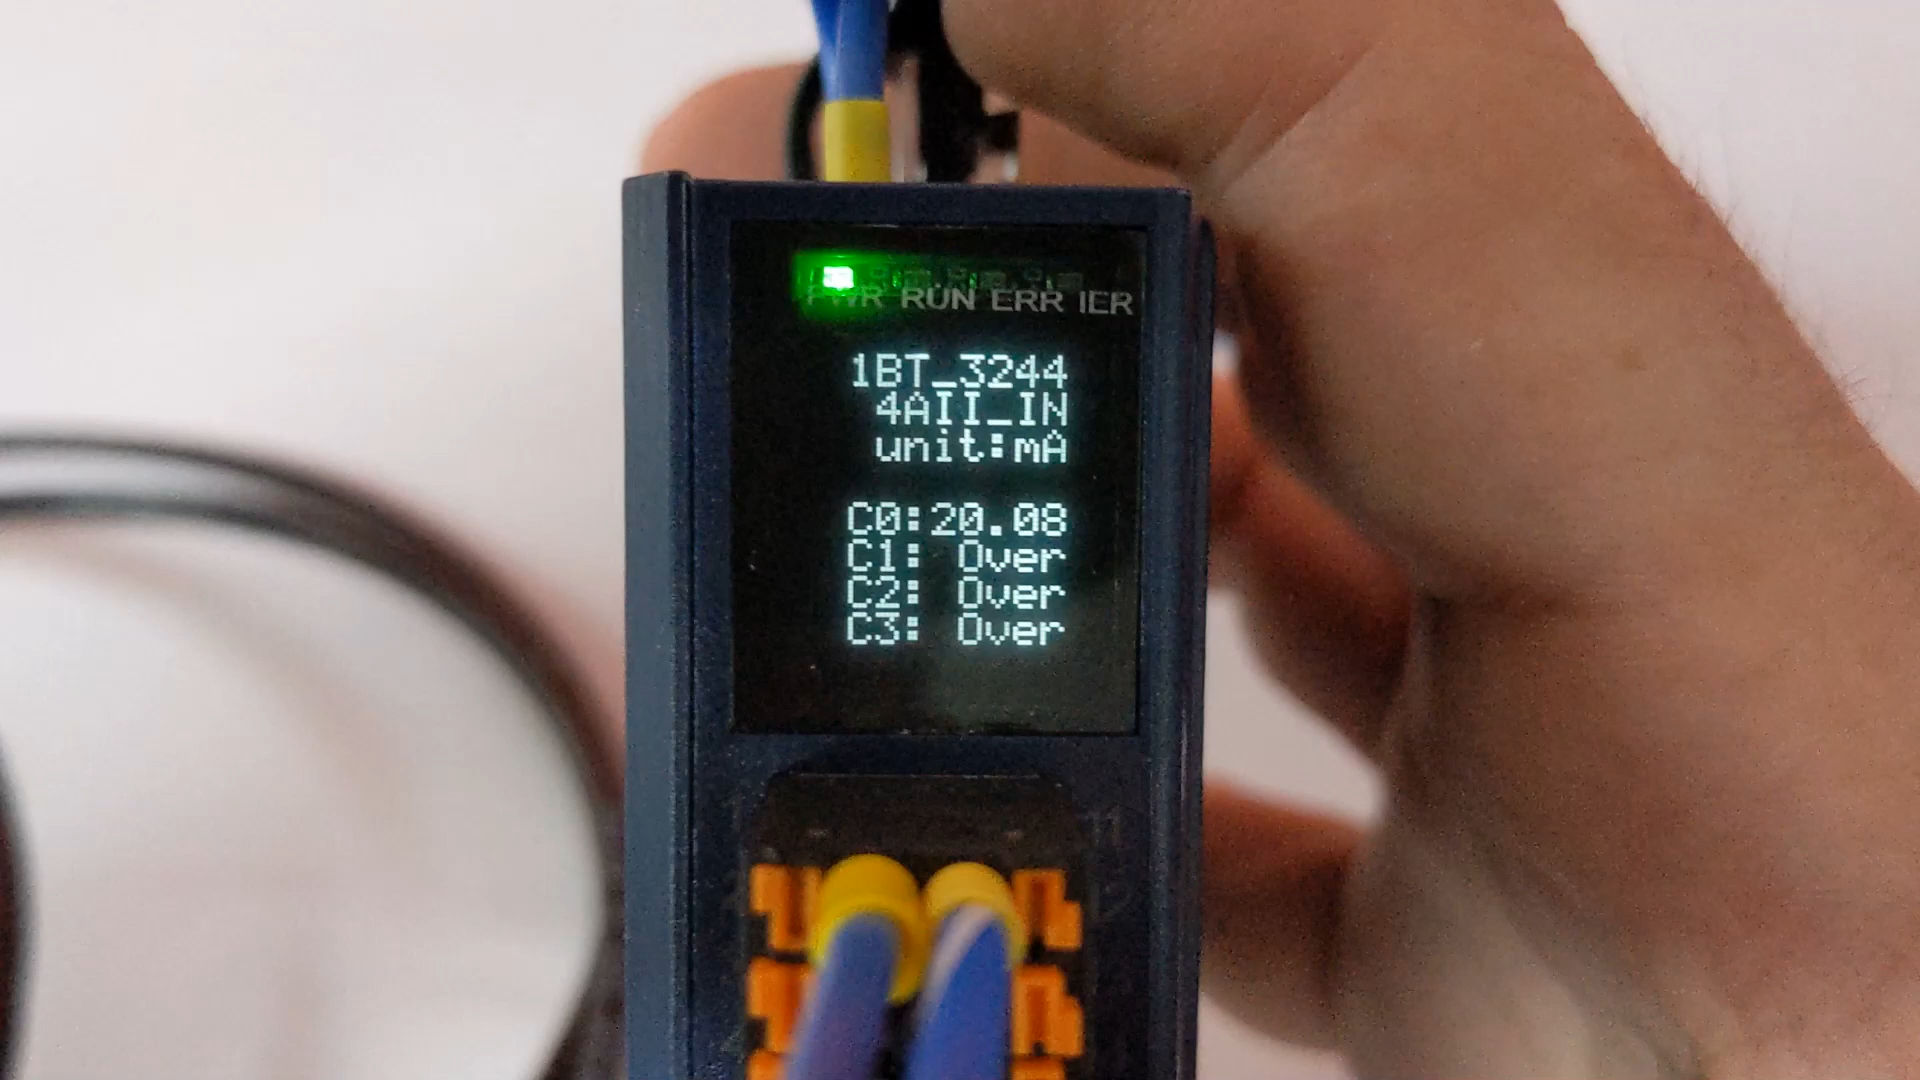 PWR RUN ERR IER
1BT_3244
4AII_IN
unit:mA
C0:20.08
C1: Over
C2: Over
C3: Over